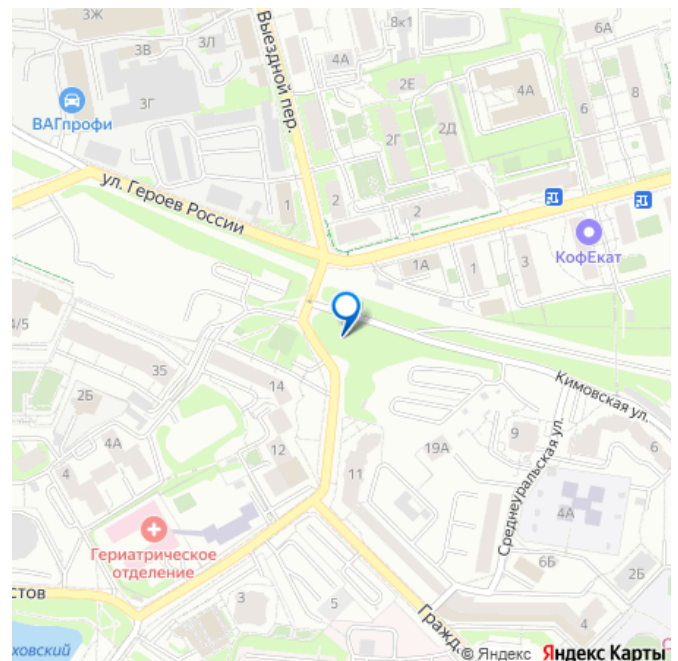 3Ж
3В
3Л
8к1
6А
4А
2Е
3Г
ВАГпрофи
Выездной пер.
2Г
2Д
4А
6
8
ул. Героев России
1
2
2
КофЕкат
1А
1
3
4/5
35
2Б
14
4А
4
12
Кимовская ул.
9
19А
6
11
Среднеуральская ул.
4А
Гериатрическое
отделение
6Б
2Б
стов
3
5
4
Гражд.
ховский
© Яндекс Яндекс Карты